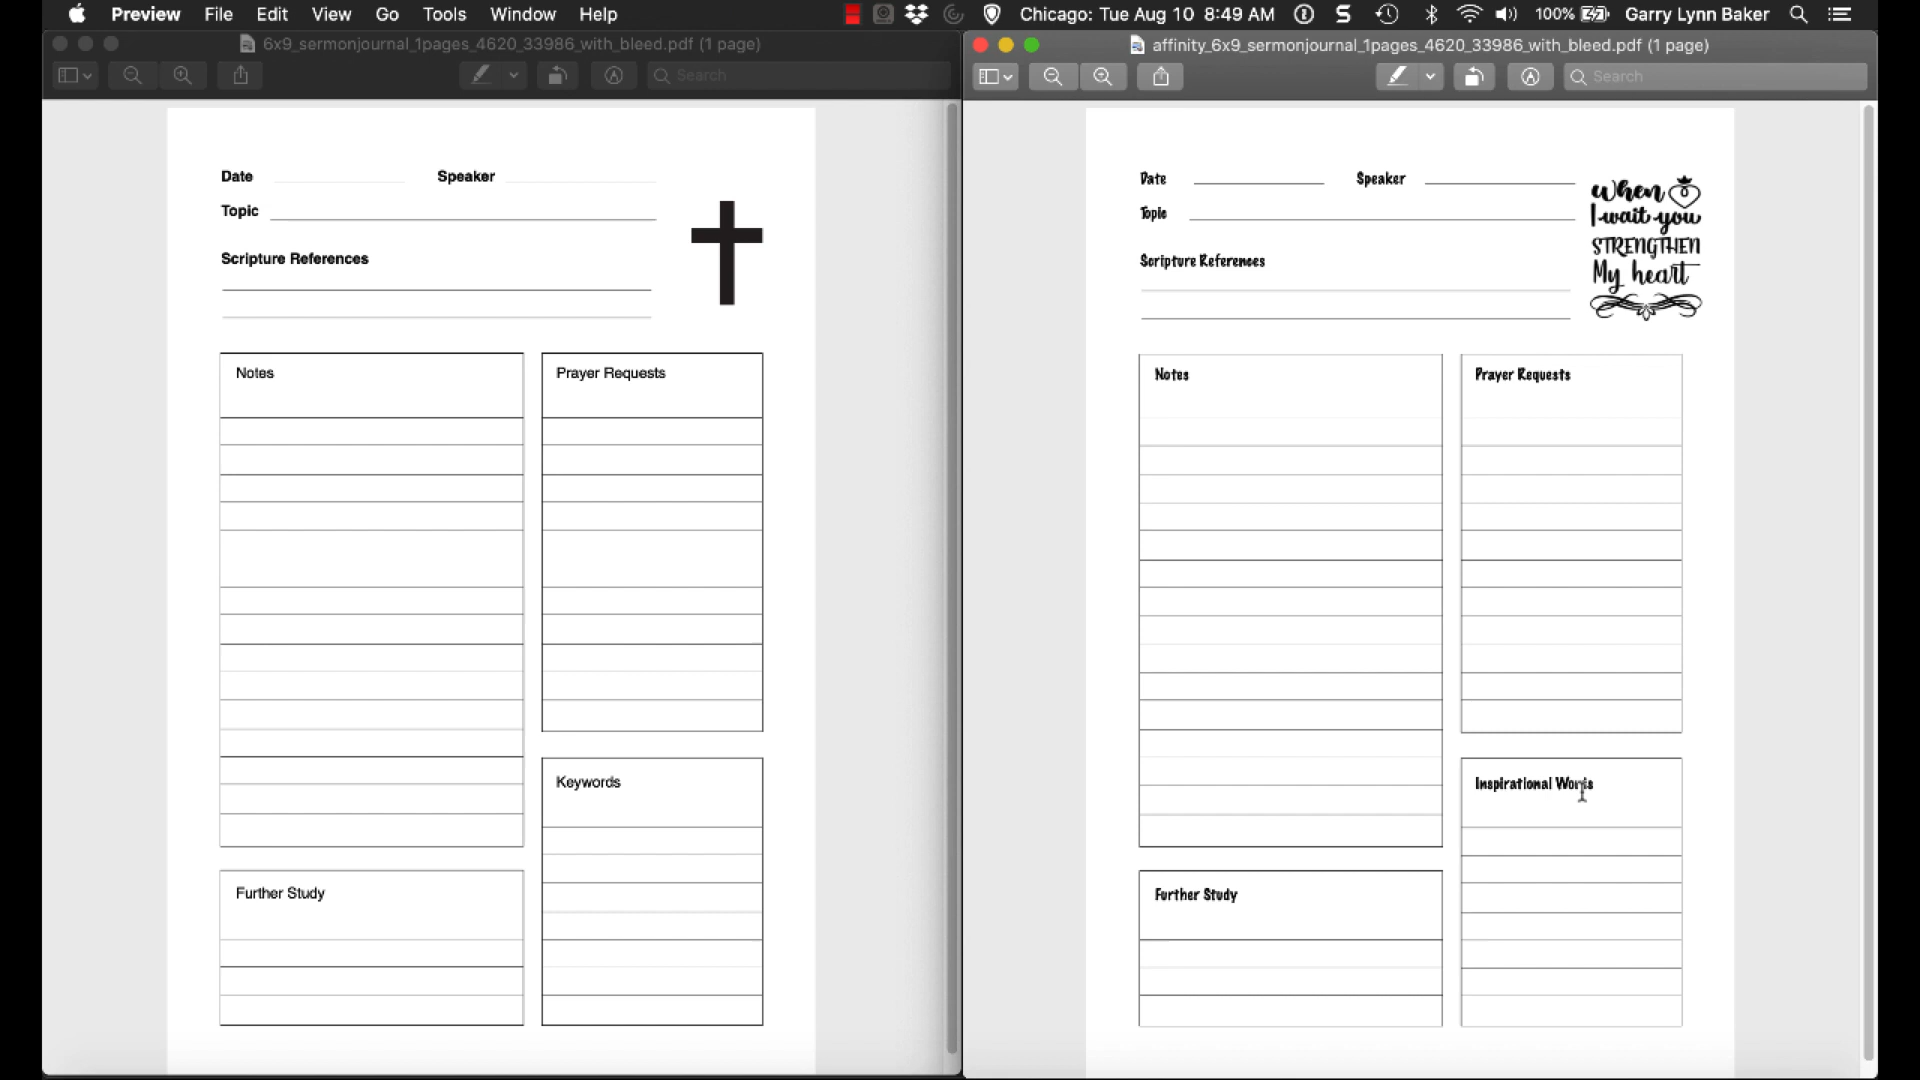 Preview File Edit View Go Tools Window Help
Chicago: Tue Aug 10 8:49 AM 100% Garry Lynn Baker
6x9_sermonjournal_1pages_4620_33986_with_bleed.pdf (1 page)
Search
Date Speaker
Topic
Scripture References
Notes
Prayer Requests
Keywords
Further Study
affinity_6x9_sermonjournal_1pages_4620_33986_with_bleed.pdf (1 page)
Search
Date Speaker
Topic
Scripture References
When
I wait you
STRENGTHEN
My heart
Notes
Prayer Requests
Inspirational Words
Further Study